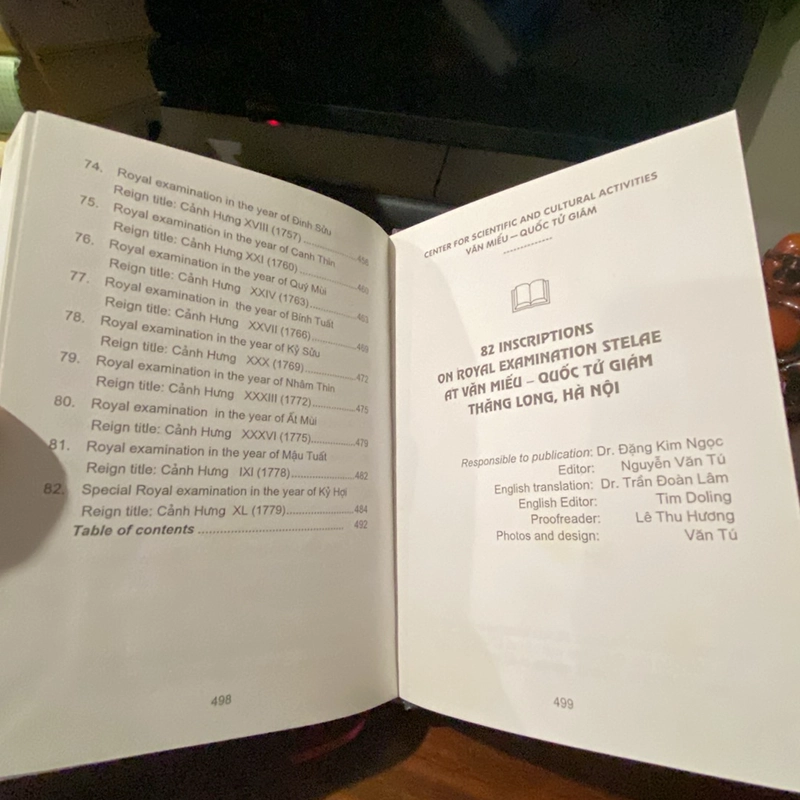 74. Royal examination in the year of Đinh Sửu
Reign title: Cảnh Hưng XVIII (1757)..................458
75. Royal examination in the year of Canh Thìn
Reign title: Cảnh Hưng XXI (1760)..................460
76. Royal examination in the year of Quý Mùi
Reign title: Cảnh Hưng XXIV (1763)..................463
77. Royal examination in the year of Bính Tuất
Reign title: Cảnh Hưng XXVII (1766)..................469
78. Royal examination in the year of Kỷ Sửu
Reign title: Cảnh Hưng XXX (1769)..................472
79. Royal examination in the year of Nhâm Thìn
Reign title: Cảnh Hưng XXXIII (1772)..................475
80. Royal examination in the year of Ất Mùi
Reign title: Cảnh Hưng XXXVI (1775)..................479
81. Royal examination in the year of Mậu Tuất
Reign title: Cảnh Hưng IXI (1778)..................482
82. Special Royal examination in the year of Kỷ Hợi
Reign title: Cảnh Hưng XL (1779)..................484
Table of contents .................................. 492
498
CENTER FOR SCIENTIFIC AND CULTURAL ACTIVITIES
VĂN MIẾU – QUỐC TỬ GIÁM
-------------
82 INSCRIPTIONS
ON ROYAL EXAMINATION STELAE
AT VĂN MIẾU – QUỐC TỬ GIÁM
THĂNG LONG, HÀ NỘI
Responsible to publication: Dr. Đặng Kim Ngọc
Editor: Nguyễn Văn Tú
English translation: Dr. Trần Đoàn Lâm
English Editor: Tim Doling
Proofreader: Lê Thu Hương
Photos and design: Văn Tú
499